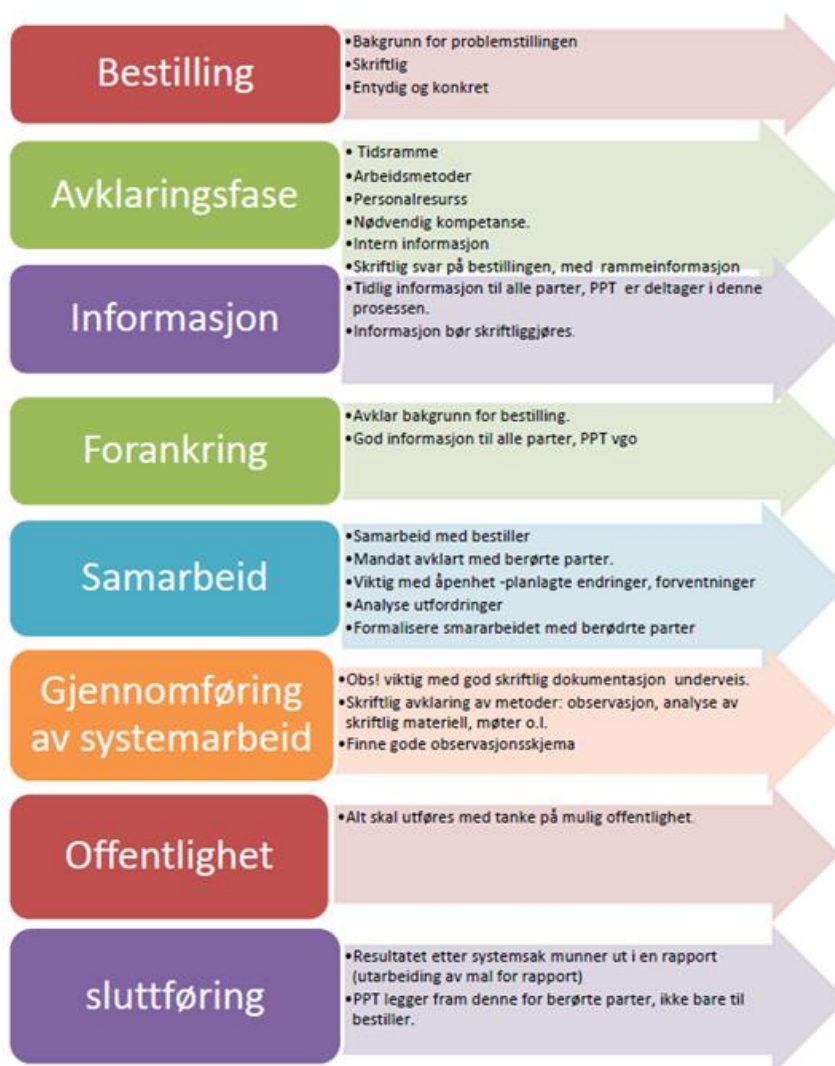 Bestilling
•Bakgrunn for problemstillingen
•Skriftlig
•Entydig og konkret
Avklaringsfase
• Tidsramme
•Arbeidsmetoder
•Personalresurss
•Nødvendig kompetanse.
•Intern informasjon
•Skriftlig svar på bestillingen, med rammeinformasjon
Informasjon
•Tidlig informasjon til alle parter, PPT er deltager i denne
prosessen.
•Informasjon bør skriftliggjøres.
Forankring
•Avklar bakgrunn for bestilling.
•God informasjon til alle parter, PPT vgo
Samarbeid
•Samarbeid med bestiller
•Mandat avklart med berørte parter.
•Viktig med åpenhet -planlagte endringer, forventninger
•Analyse utfordringer
•Formalisere smararbeidet med berødrte parter
Gjennomføring
av systemarbeid
•Obs! viktig med god skriftlig dokumentasjon underveis.
•Skriftlig avklaring av metoder: observasjon, analyse av
skriftlig materiell, møter o.l.
•Finne gode observasjonsskjema
Offentlighet
•Alt skal utføres med tanke på mulig offentlighet.
sluttføring
•Resultatet etter systemsak munner ut i en rapport
(utarbeiding av mal for rapport)
•PPT legger fram denne for berørte parter, ikke bare til
bestiller.